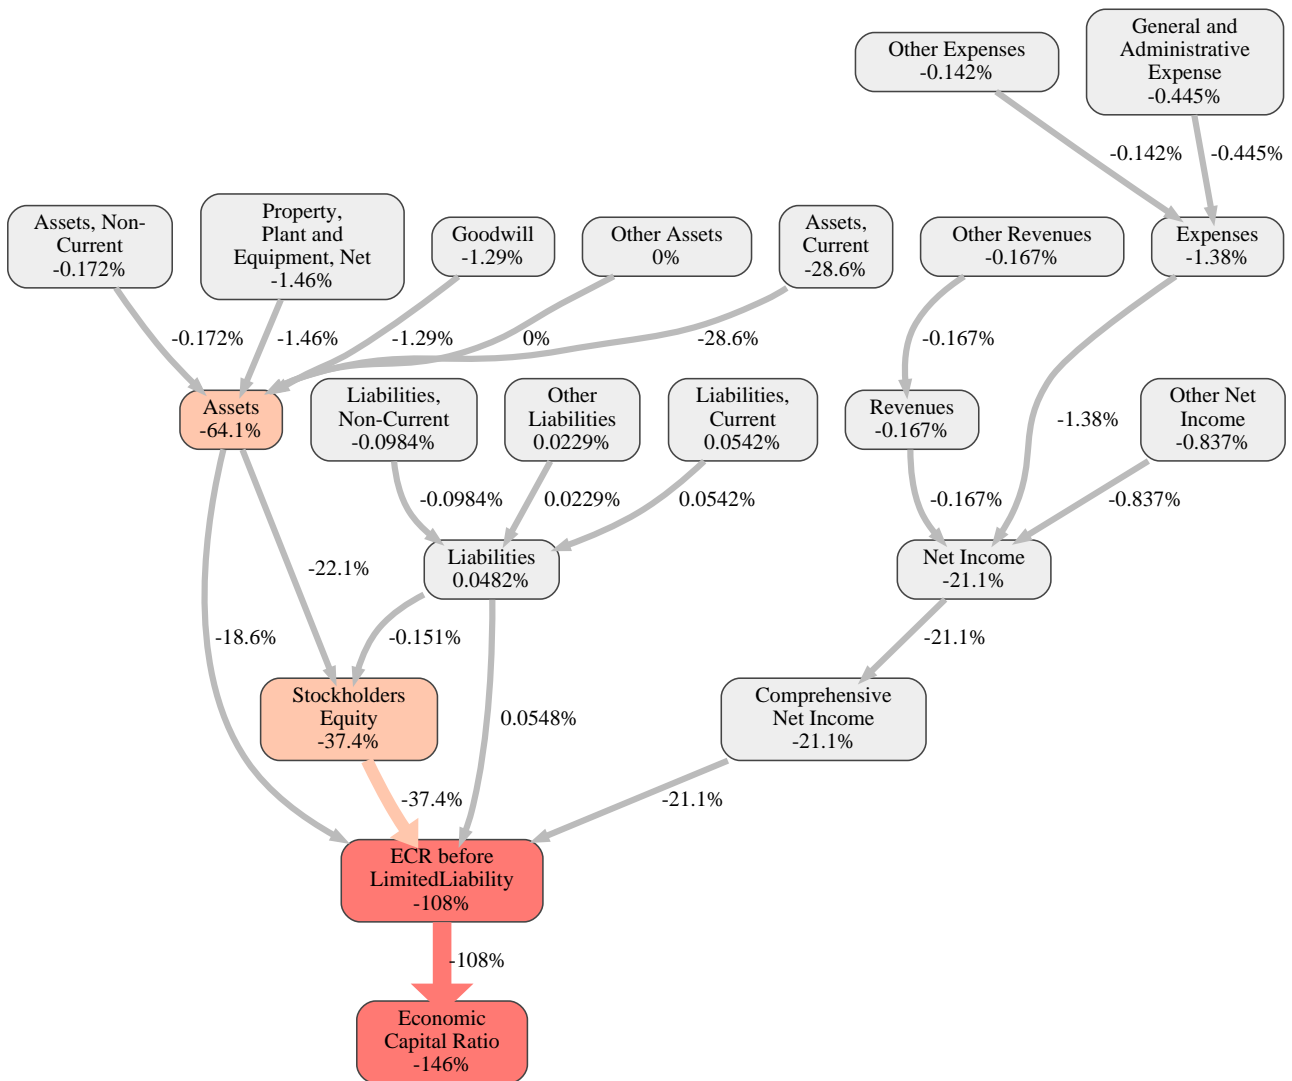 General and
Administrative
Expense
-0.445%
Other Expenses
-0.142%
-0.142%
-0.445%
Assets, Non-
Current
-0.172%
Property,
Plant and
Equipment, Net
-1.46%
Goodwill
-1.29%
Other Assets
0%
Assets,
Current
-28.6%
Other Revenues
-0.167%
Expenses
-1.38%
-0.172%
-1.46%
-1.29%
0%
-28.6%
-0.167%
-1.38%
Assets
-64.1%
Liabilities,
Non-Current
-0.0984%
Other
Liabilities
0.0229%
Liabilities,
Current
0.0542%
Revenues
-0.167%
Other Net
Income
-0.837%
-0.0984%
0.0229%
0.0542%
-0.167%
-0.837%
-22.1%
Liabilities
0.0482%
Net Income
-21.1%
-18.6%
-0.151%
-21.1%
Stockholders
Equity
-37.4%
0.0548%
Comprehensive
Net Income
-21.1%
-37.4%
-21.1%
ECR before
LimitedLiability
-108%
-108%
Economic
Capital Ratio
-146%